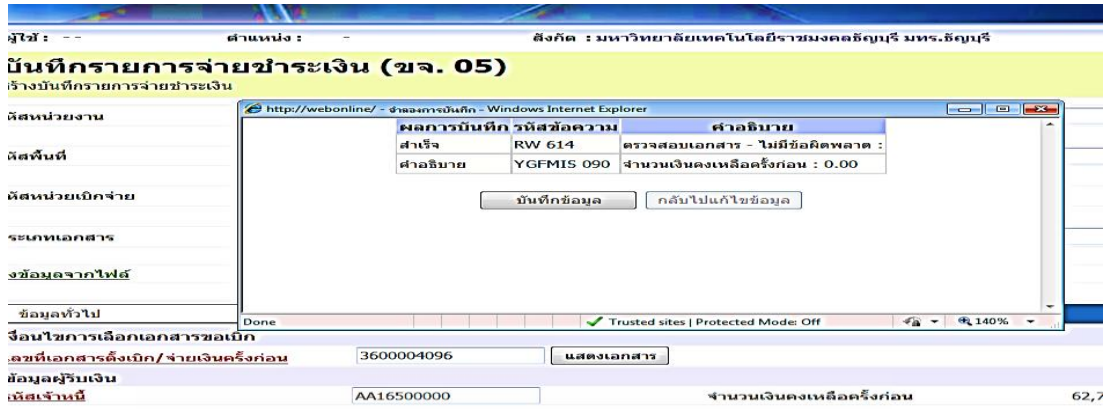 ผู้ใช้ : - -
ตำแหน่ง : -
สังกัด : มหาวิทยาลัยเทคโนโลยีราชมงคลธัญบุรี มทร.ธัญบุรี
บันทึกรายการจ่ายชำระเงิน (ขจ. 05)
สร้างบันทึกรายการจ่ายชำระเงิน
รหัสหน่วยงาน
http://webonline/ - จำลองการบันทึก - Windows Internet Explorer
ผลการบันทึก รหัสข้อความ คำอธิบาย
สำเร็จ RW 614 ตรวจสอบเอกสาร - ไม่มีข้อผิดพลาด :
คำอธิบาย YGFMIS 090 จำนวนเงินคงเหลือครั้งก่อน : 0.00
บันทึกข้อมูล กลับไปแก้ไขข้อมูล
Done Trusted sites | Protected Mode: Off 140%
รหัสพื้นที่
รหัสหน่วยเบิกจ่าย
ประเภทเอกสาร
ข้อมูลจากไฟล์
ข้อมูลทั่วไป
เงื่อนไขการเลือกเอกสารขอเบิก
เลขที่เอกสารตั้งเบิก/จ่ายเงินครั้งก่อน 3600004096 แสดงเอกสาร
ข้อมูลผู้รับเงิน
รหัสเจ้าหนี้ AA16500000 จำนวนเงินคงเหลือครั้งก่อน 62,7